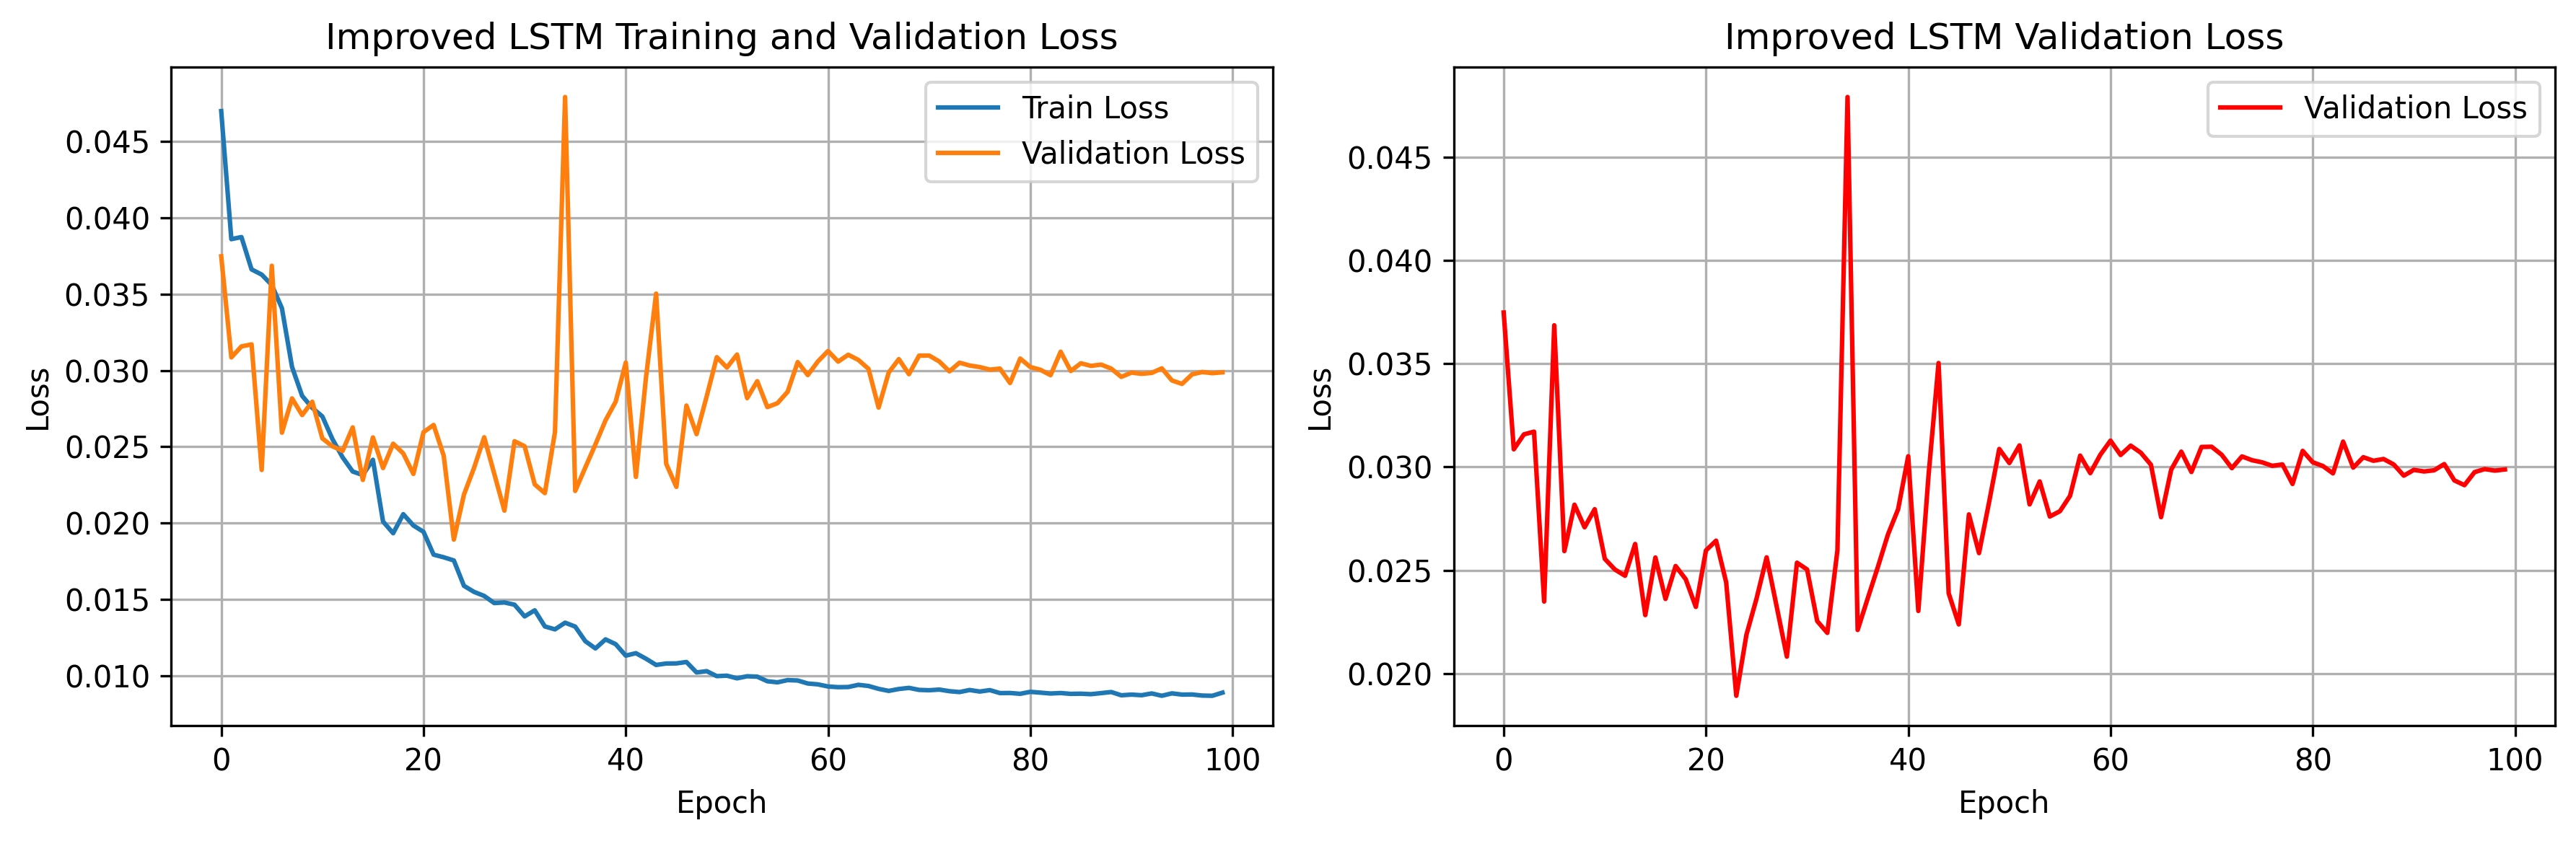 Improved LSTM Training and Validation Loss
Train Loss
Validation Loss
0.045
0.040
0.035
0.030
0.025
0.020
0.015
0.010
Loss
0 20 40 60 80 100
Epoch
Improved LSTM Validation Loss
Validation Loss
0.045
0.040
0.035
0.030
0.025
0.020
Loss
0 20 40 60 80 100
Epoch